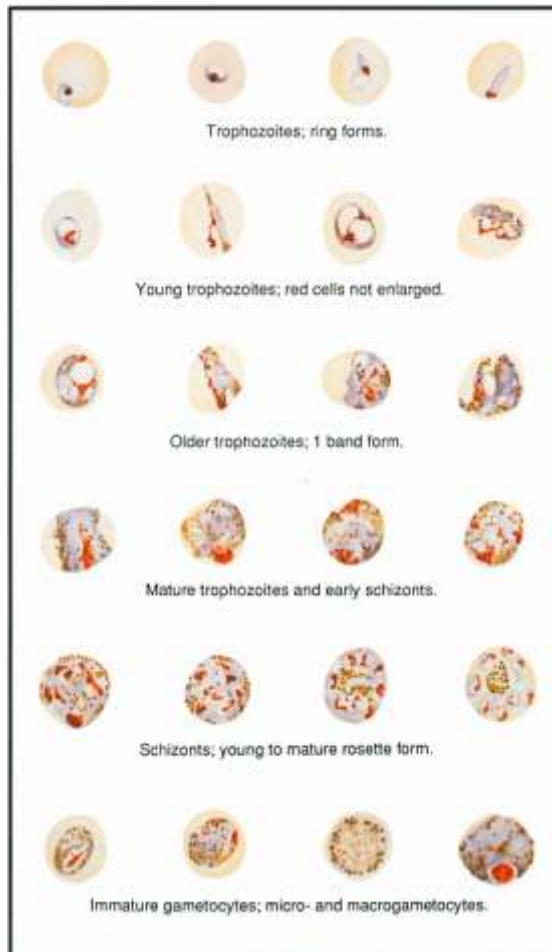 Trophozoites; ring forms.
Young trophozoites; red cells not enlarged.
Older trophozoites; 1 band form.
Mature trophozoites and early schizonts.
Schizonts; young to mature rosette form.
Immature gametocytes; micro- and macrogametocytes.